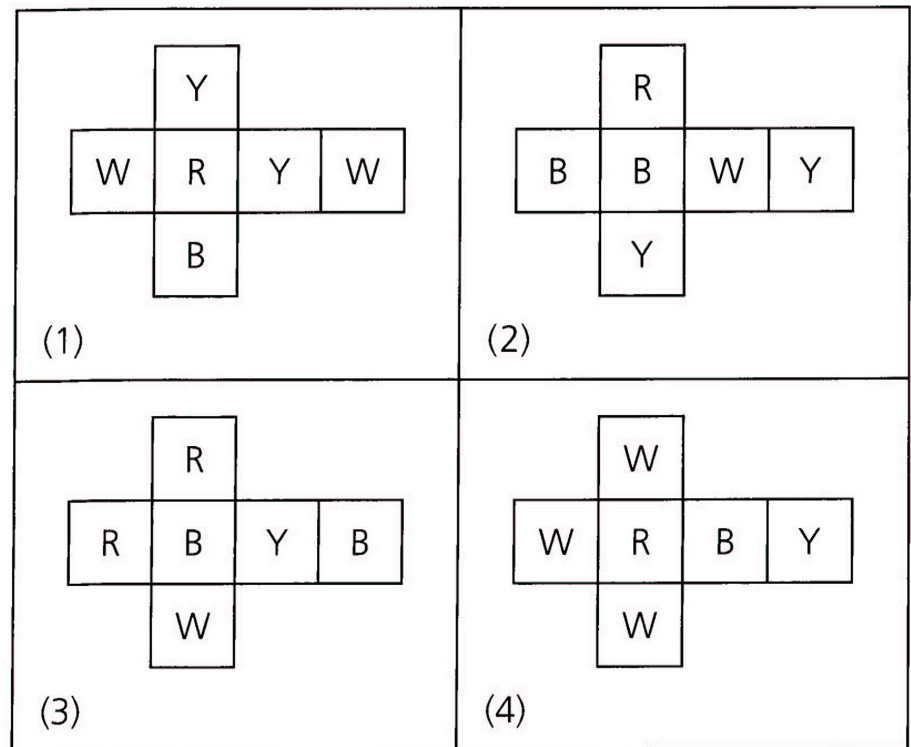 Y
W R Y W
B
(1)
R
B B W Y
Y
(2)
R
R B Y B
W
(3)
W
W R B Y
W
(4)